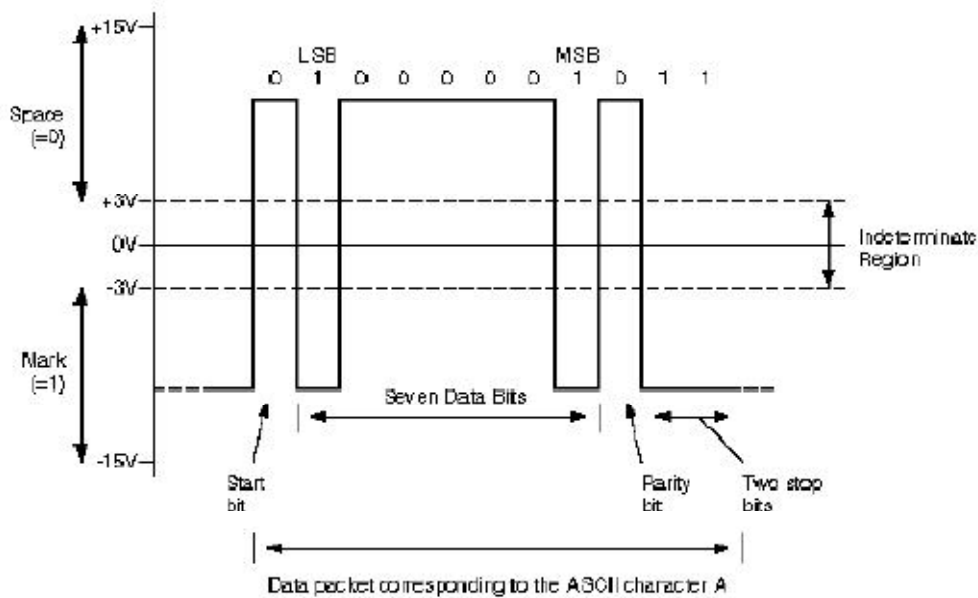 +15V
LSB MSB
0 1 0 0 0 0 0 1 0 1 1
Space
(=0)
+3V
0V
Indeterminate
Region
-3V
Mark
(=1)
Seven Data Bits
-15V
Start
bit
Parity
bit
Two stop
bits
Data packet corresponding to the ASCII character A